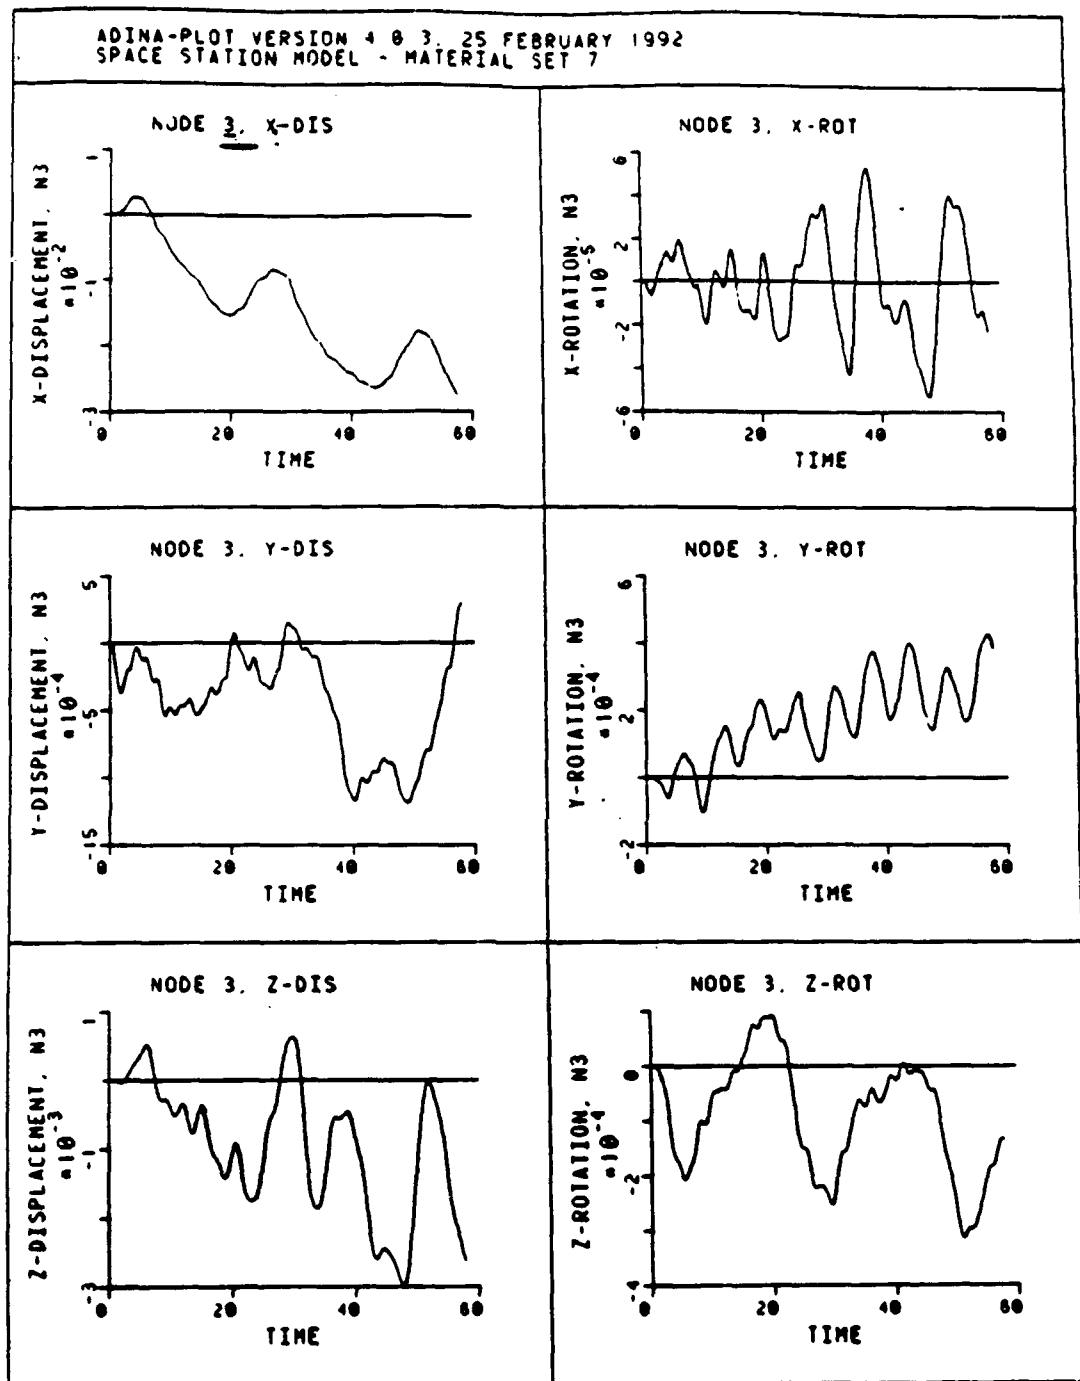 ADINA-PLOT VERSION 4.0.3, 25 FEBRUARY 1992
SPACE STATION MODEL - MATERIAL SET 7
NODE 3, X-DIS
X-DISPLACEMENT, N3
*10-2
1
-1
-3
0 20 40 60
TIME
NODE 3, X-ROT
X-ROTATION, N3
*10-5
6
2
-2
-6
0 20 40 60
TIME
NODE 3, Y-DIS
Y-DISPLACEMENT, N3
*10-4
5
-5
-15
0 20 40 60
TIME
NODE 3, Y-ROT
Y-ROTATION, N3
*10-4
6
2
-2
0 20 40 60
TIME
NODE 3, Z-DIS
Z-DISPLACEMENT, N3
*10-3
1
-1
-3
0 20 40 60
TIME
NODE 3, Z-ROT
Z-ROTATION, N3
*10-4
0
-2
-4
0 20 40 60
TIME